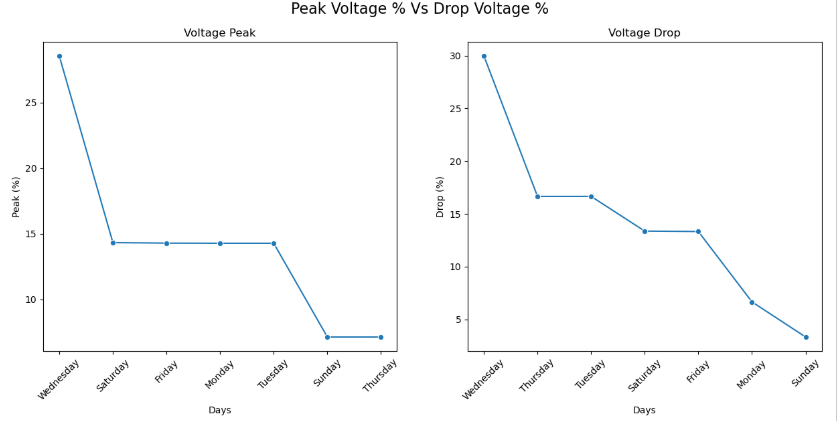 Peak Voltage % Vs Drop Voltage %
Voltage Peak
Peak (%)
25
20
15
10
Wednesday
Saturday
Friday
Monday
Tuesday
Sunday
Thursday
Days
Voltage Drop
Drop (%)
30
25
20
15
10
5
Wednesday
Thursday
Tuesday
Saturday
Friday
Monday
Sunday
Days